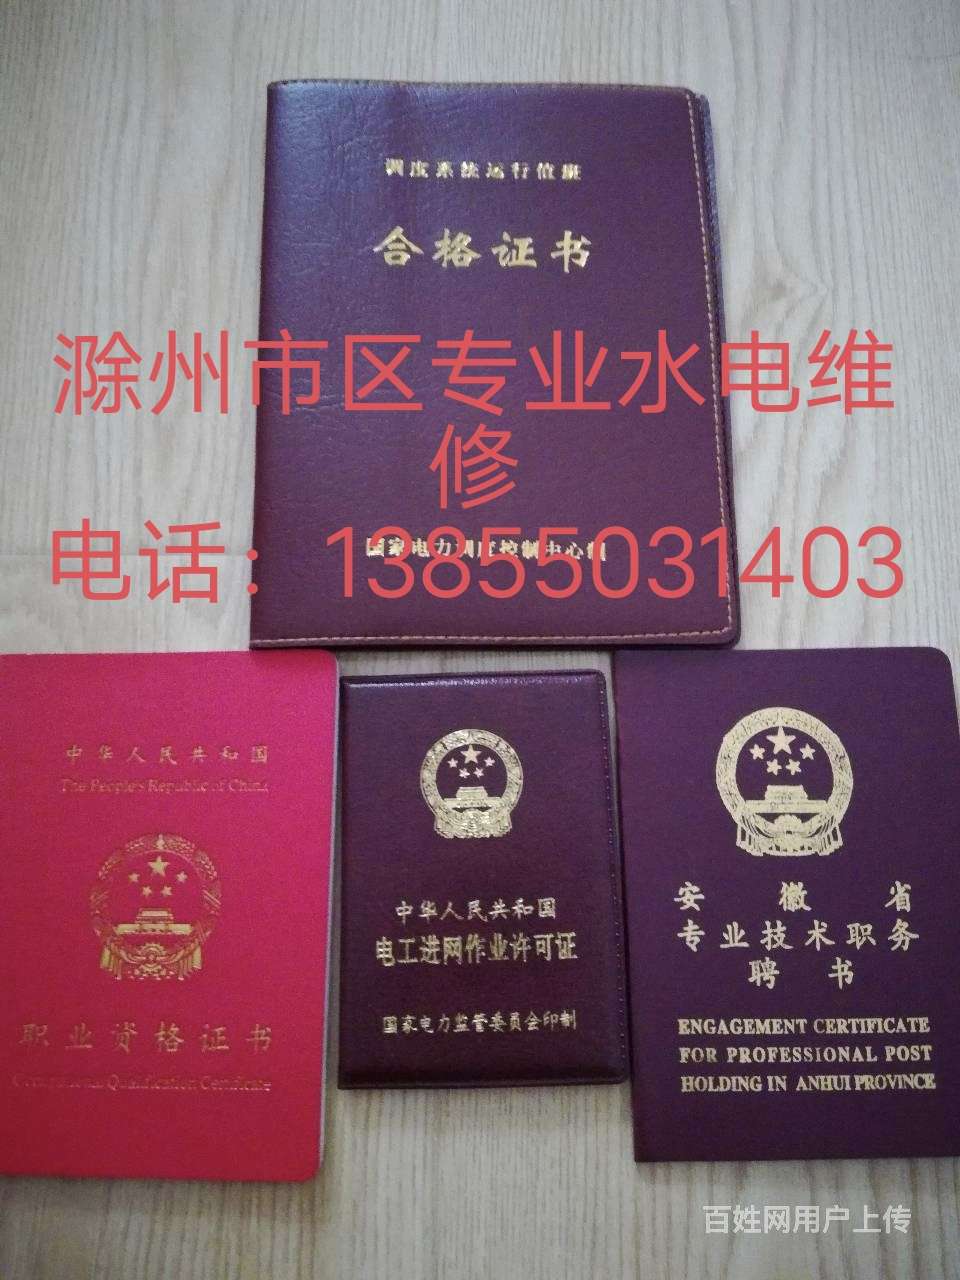 调度系统运行值班
合格证书
滁州市区专业水电维
修
电话：13855031403
国家电力调度控制中心制
中华人民共和国
The People's Republic of China
职业资格证书
Occupational Qualification Certificate
中华人民共和国
电工进网作业许可证
国家电力监管委员会印制
安徽省
专业技术职务
聘书
ENGAGEMENT CERTIFICATE
FOR PROFESSIONAL POST
HOLDING IN ANHUI PROVINCE
百姓网用户上传